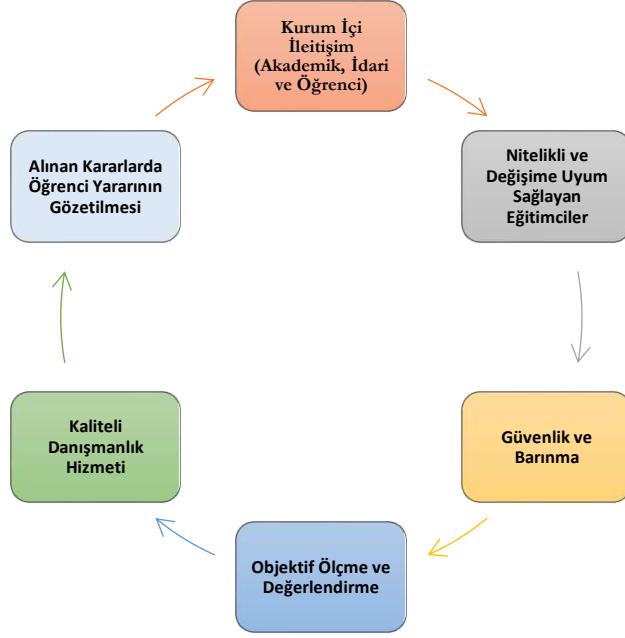 Kurum İçi
İleitişim
(Akademik, İdari
ve Öğrenci)
Nitelikli ve
Değişime Uyum
Sağlayan
Eğitimciler
Güvenlik ve
Barınma
Objektif Ölçme ve
Değerlendirme
Kaliteli
Danışmanlık
Hizmeti
Alınan Kararlarda
Öğrenci Yararının
Gözetilmesi